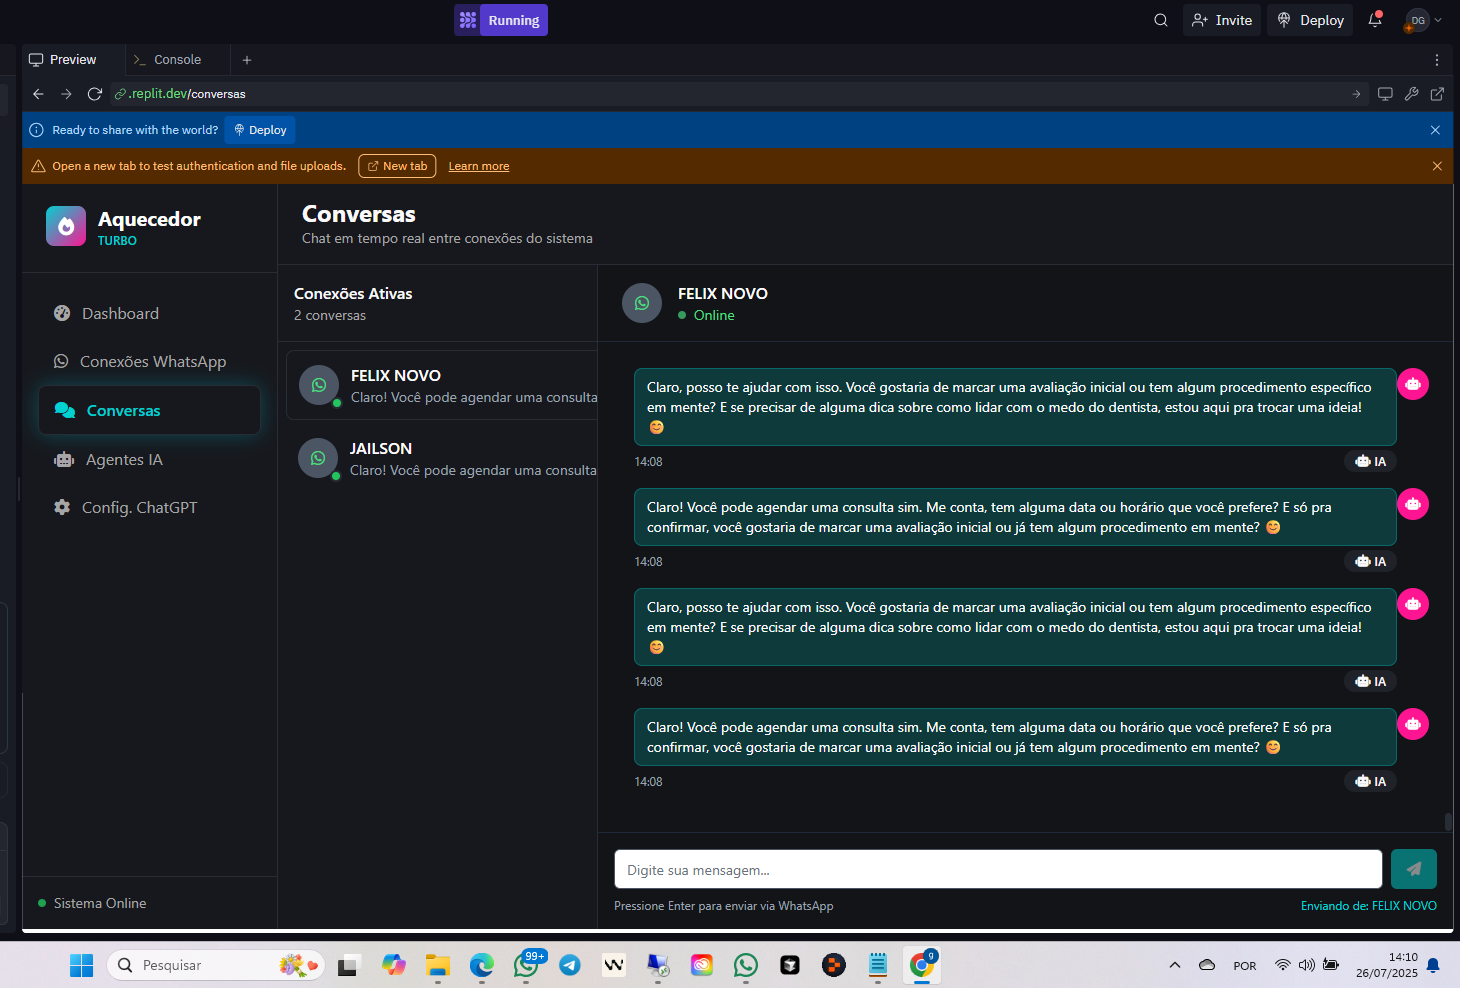 Running
Invite
Deploy
DG
Preview
Console
.replit.dev/conversas
Ready to share with the world?
Deploy
Open a new tab to test authentication and file uploads.
New tab
Learn more
Aquecedor
TURBO
Dashboard
Conexões WhatsApp
Conversas
Agentes IA
Config. ChatGPT
Sistema Online
Conversas
Chat em tempo real entre conexões do sistema
Conexões Ativas
2 conversas
FELIX NOVO
Claro! Você pode agendar uma consulta
JAILSON
Claro! Você pode agendar uma consulta
FELIX NOVO
Online
Claro, posso te ajudar com isso. Você gostaria de marcar uma avaliação inicial ou tem algum procedimento específico
em mente? E se precisar de alguma dica sobre como lidar com o medo do dentista, estou aqui pra trocar uma ideia!
😊
14:08
IA
Claro! Você pode agendar uma consulta sim. Me conta, tem alguma data ou horário que você prefere? E só pra
confirmar, você gostaria de marcar uma avaliação inicial ou já tem algum procedimento em mente? 😊
14:08
IA
Claro, posso te ajudar com isso. Você gostaria de marcar uma avaliação inicial ou tem algum procedimento específico
em mente? E se precisar de alguma dica sobre como lidar com o medo do dentista, estou aqui pra trocar uma ideia!
😊
14:08
IA
Claro! Você pode agendar uma consulta sim. Me conta, tem alguma data ou horário que você prefere? E só pra
confirmar, você gostaria de marcar uma avaliação inicial ou já tem algum procedimento em mente? 😊
14:08
IA
Digite sua mensagem...
Pressione Enter para enviar via WhatsApp
Enviando de: FELIX NOVO
Pesquisar
99+
g
POR
14:10
26/07/2025